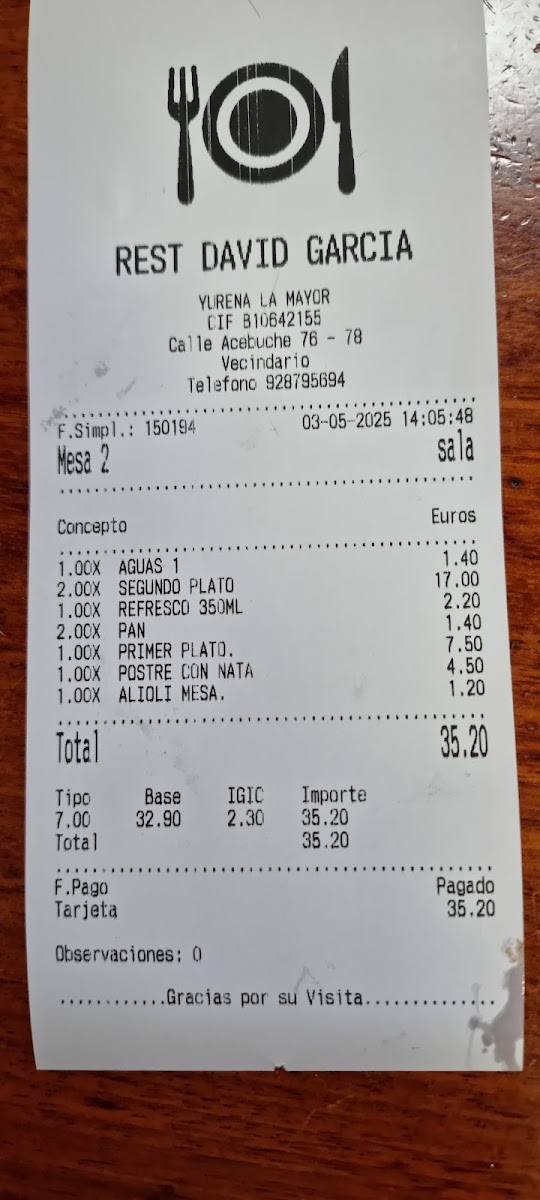 REST DAVID GARCIA
YURENA LA MAYOR
CIF B10642155
Calle Acebuche 76 - 78
Vecindario
Telefono 928795694
F.Simpl.: 150194 03-05-2025 14:05:48
Mesa 2 sala
Concepto Euros
1.00X AGUAS 1 1.40
2.00X SEGUNDO PLATO 17.00
1.00X REFRESCO 350ML 2.20
2.00X PAN 1.40
1.00X PRIMER PLATO. 7.50
1.00X POSTRE CON NATA 4.50
1.00X ALIOLI MESA. 1.20
Total 35.20
Tipo Base IGIC Importe
7.00 32.90 2.30 35.20
Total 35.20
F.Pago Pagado
Tarjeta 35.20
Observaciones: 0
............Gracias por su Visita...............